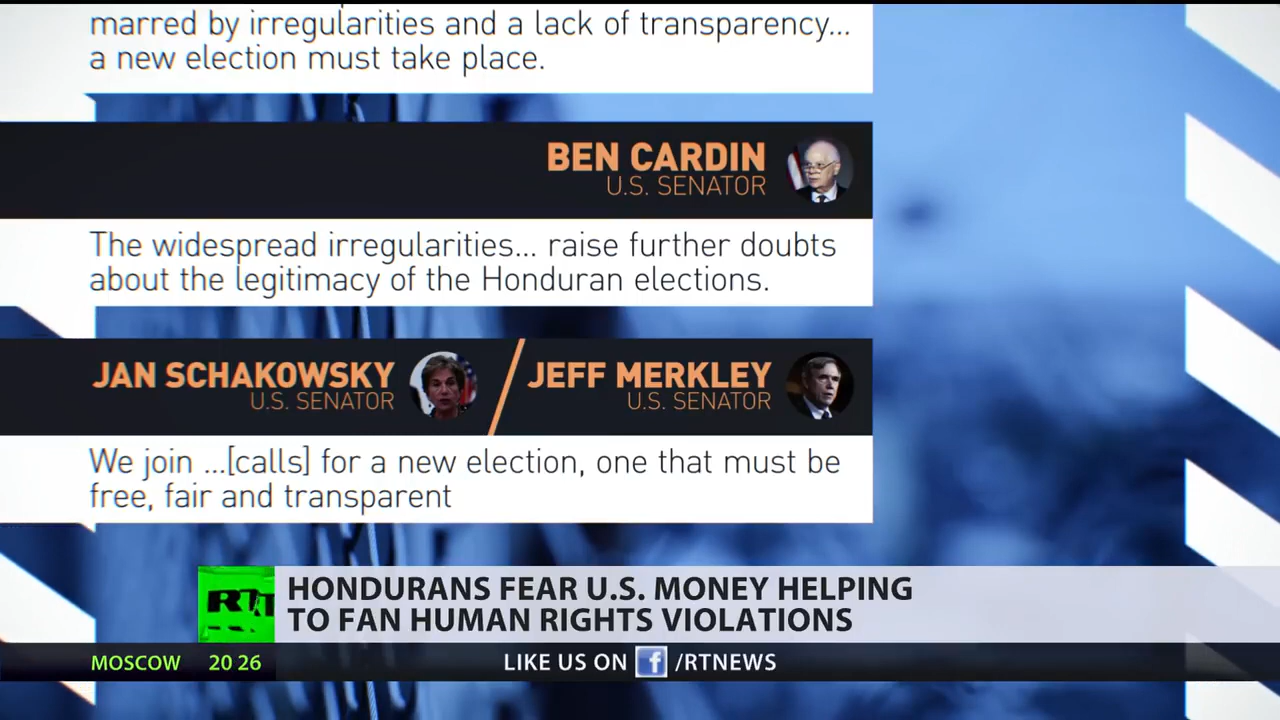 marred by irregularities and a lack of transparency...
a new election must take place.
BEN CARDIN
U.S. SENATOR
The widespread irregularities... raise further doubts
about the legitimacy of the Honduran elections.
JAN SCHAKOWSKY
U.S. SENATOR
JEFF MERKLEY
U.S. SENATOR
We join ...[calls] for a new election, one that must be
free, fair and transparent
RT
HONDURANS FEAR U.S. MONEY HELPING
TO FAN HUMAN RIGHTS VIOLATIONS
MOSCOW 20 26
LIKE US ON f /RTNEWS